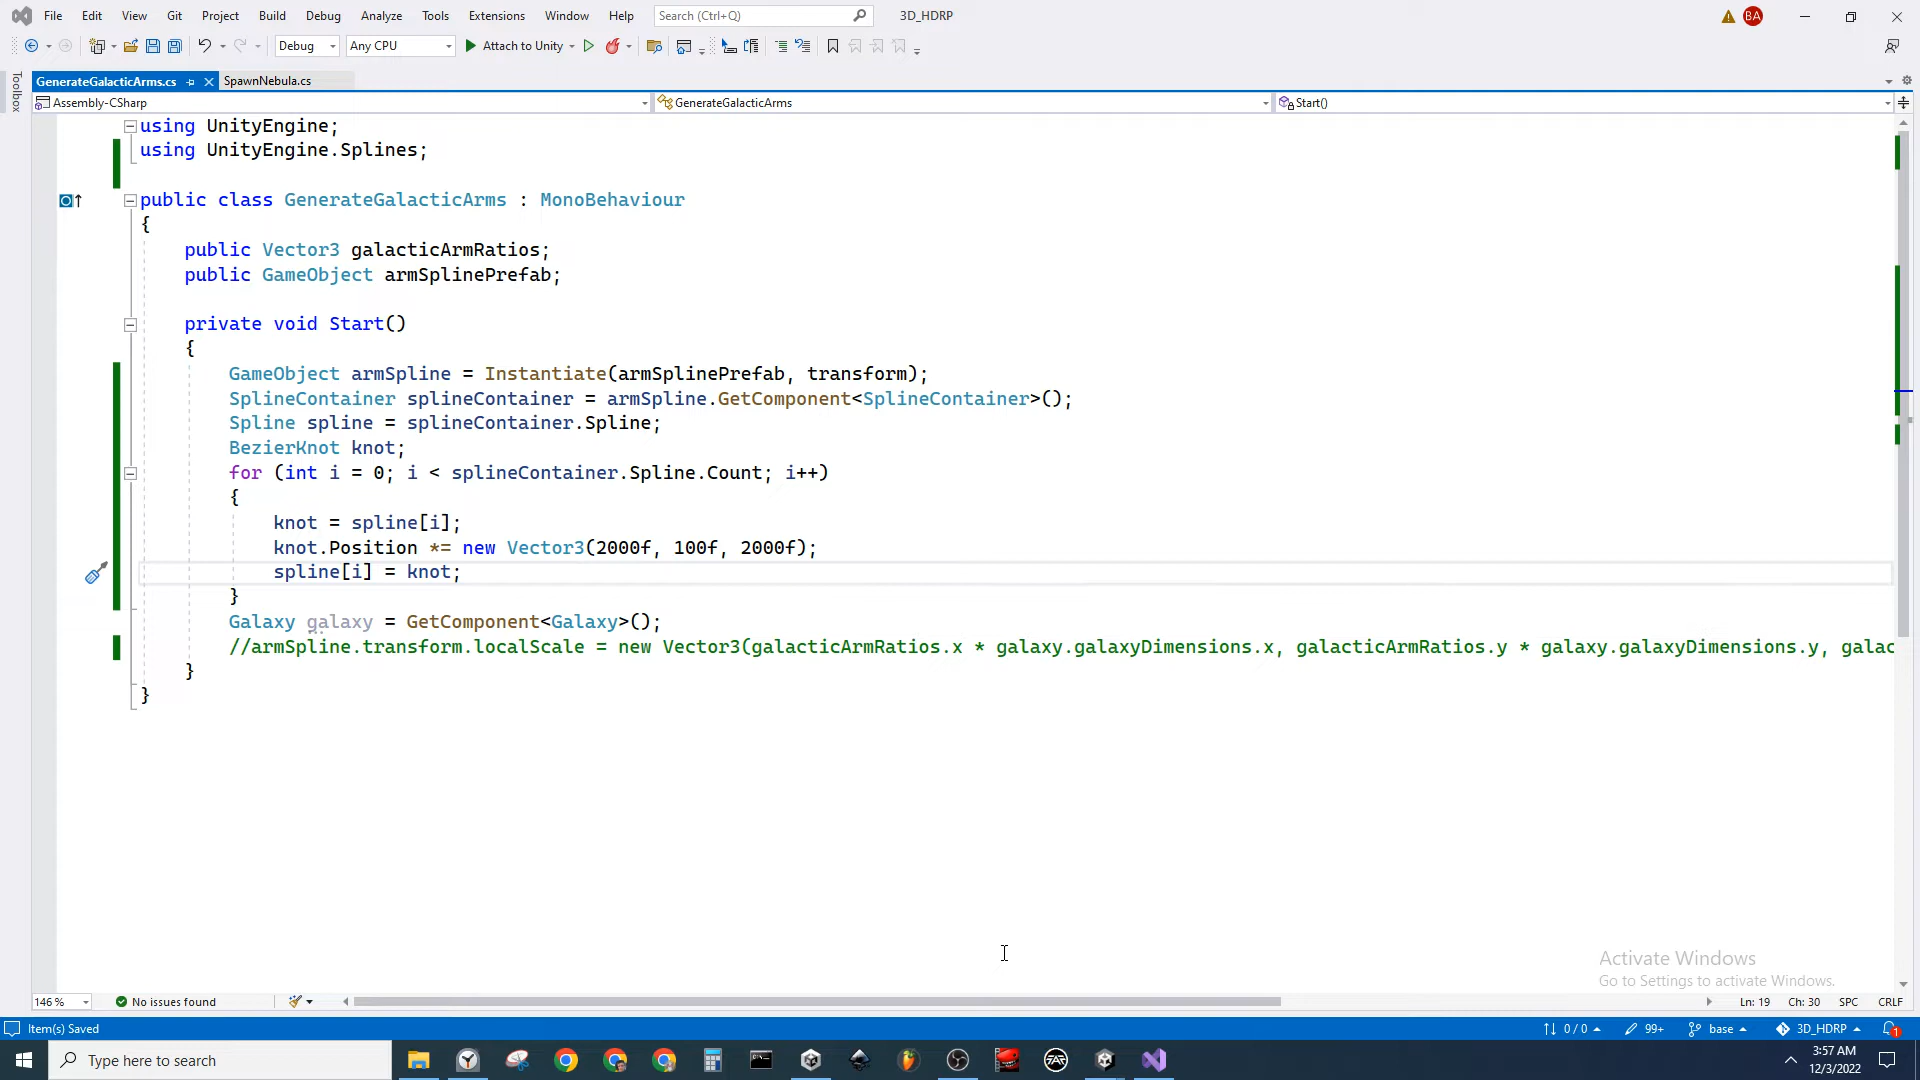 File Edit View Git Project Build Debug Analyze Tools Extensions Window Help Search (Ctrl+Q) 3D_HDRP BA
Debug Any CPU Attach to Unity
Toolbox
GenerateGalacticArms.cs SpawnNebula.cs
Assembly-CSharp GenerateGalacticArms Start()
using UnityEngine;
using UnityEngine.Splines;
public class GenerateGalacticArms : MonoBehaviour
{
public Vector3 galacticArmRatios;
public GameObject armSplinePrefab;
private void Start()
{
GameObject armSpline = Instantiate(armSplinePrefab, transform);
SplineContainer splineContainer = armSpline.GetComponent<SplineContainer>();
Spline spline = splineContainer.Spline;
BezierKnot knot;
for (int i = 0; i < splineContainer.Spline.Count; i++)
{
knot = spline[i];
knot.Position *= new Vector3(2000f, 100f, 2000f);
spline[i] = knot;
}
Galaxy galaxy = GetComponent<Galaxy>();
//armSpline.transform.localScale = new Vector3(galacticArmRatios.x * galaxy.galaxyDimensions.x, galacticArmRatios.y * galaxy.galaxyDimensions.y, galac
}
}
Activate Windows
Go to Settings to activate Windows.
146 % No issues found Ln: 19 Ch: 30 SPC CRLF
Item(s) Saved 0 / 0 99+ base 3D_HDRP 1
Type here to search 3:57 AM
12/3/2022